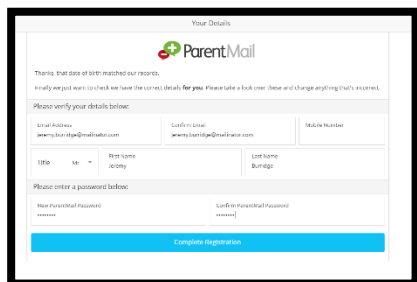 Your Details
ParentMail
Thanks, that date of birth matched our records.
Finally we just want to check we have the correct details for you. Please take a look over these and change anything that's incorrect.
Please verify your details below:
Email Address Confirm Email Mobile Number
jeremy.burridge@mailinator.com jeremy.burridge@mailinator.com
Title Mr First Name Last Name
Jeremy Burridge
Please enter a password below:
New ParentMail Password Confirm ParentMail Password
•••••••• ••••••••
Complete Registration